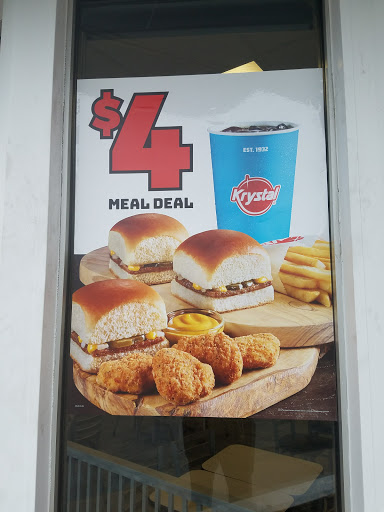 $4
MEAL DEAL
EST. 1932
Krystal